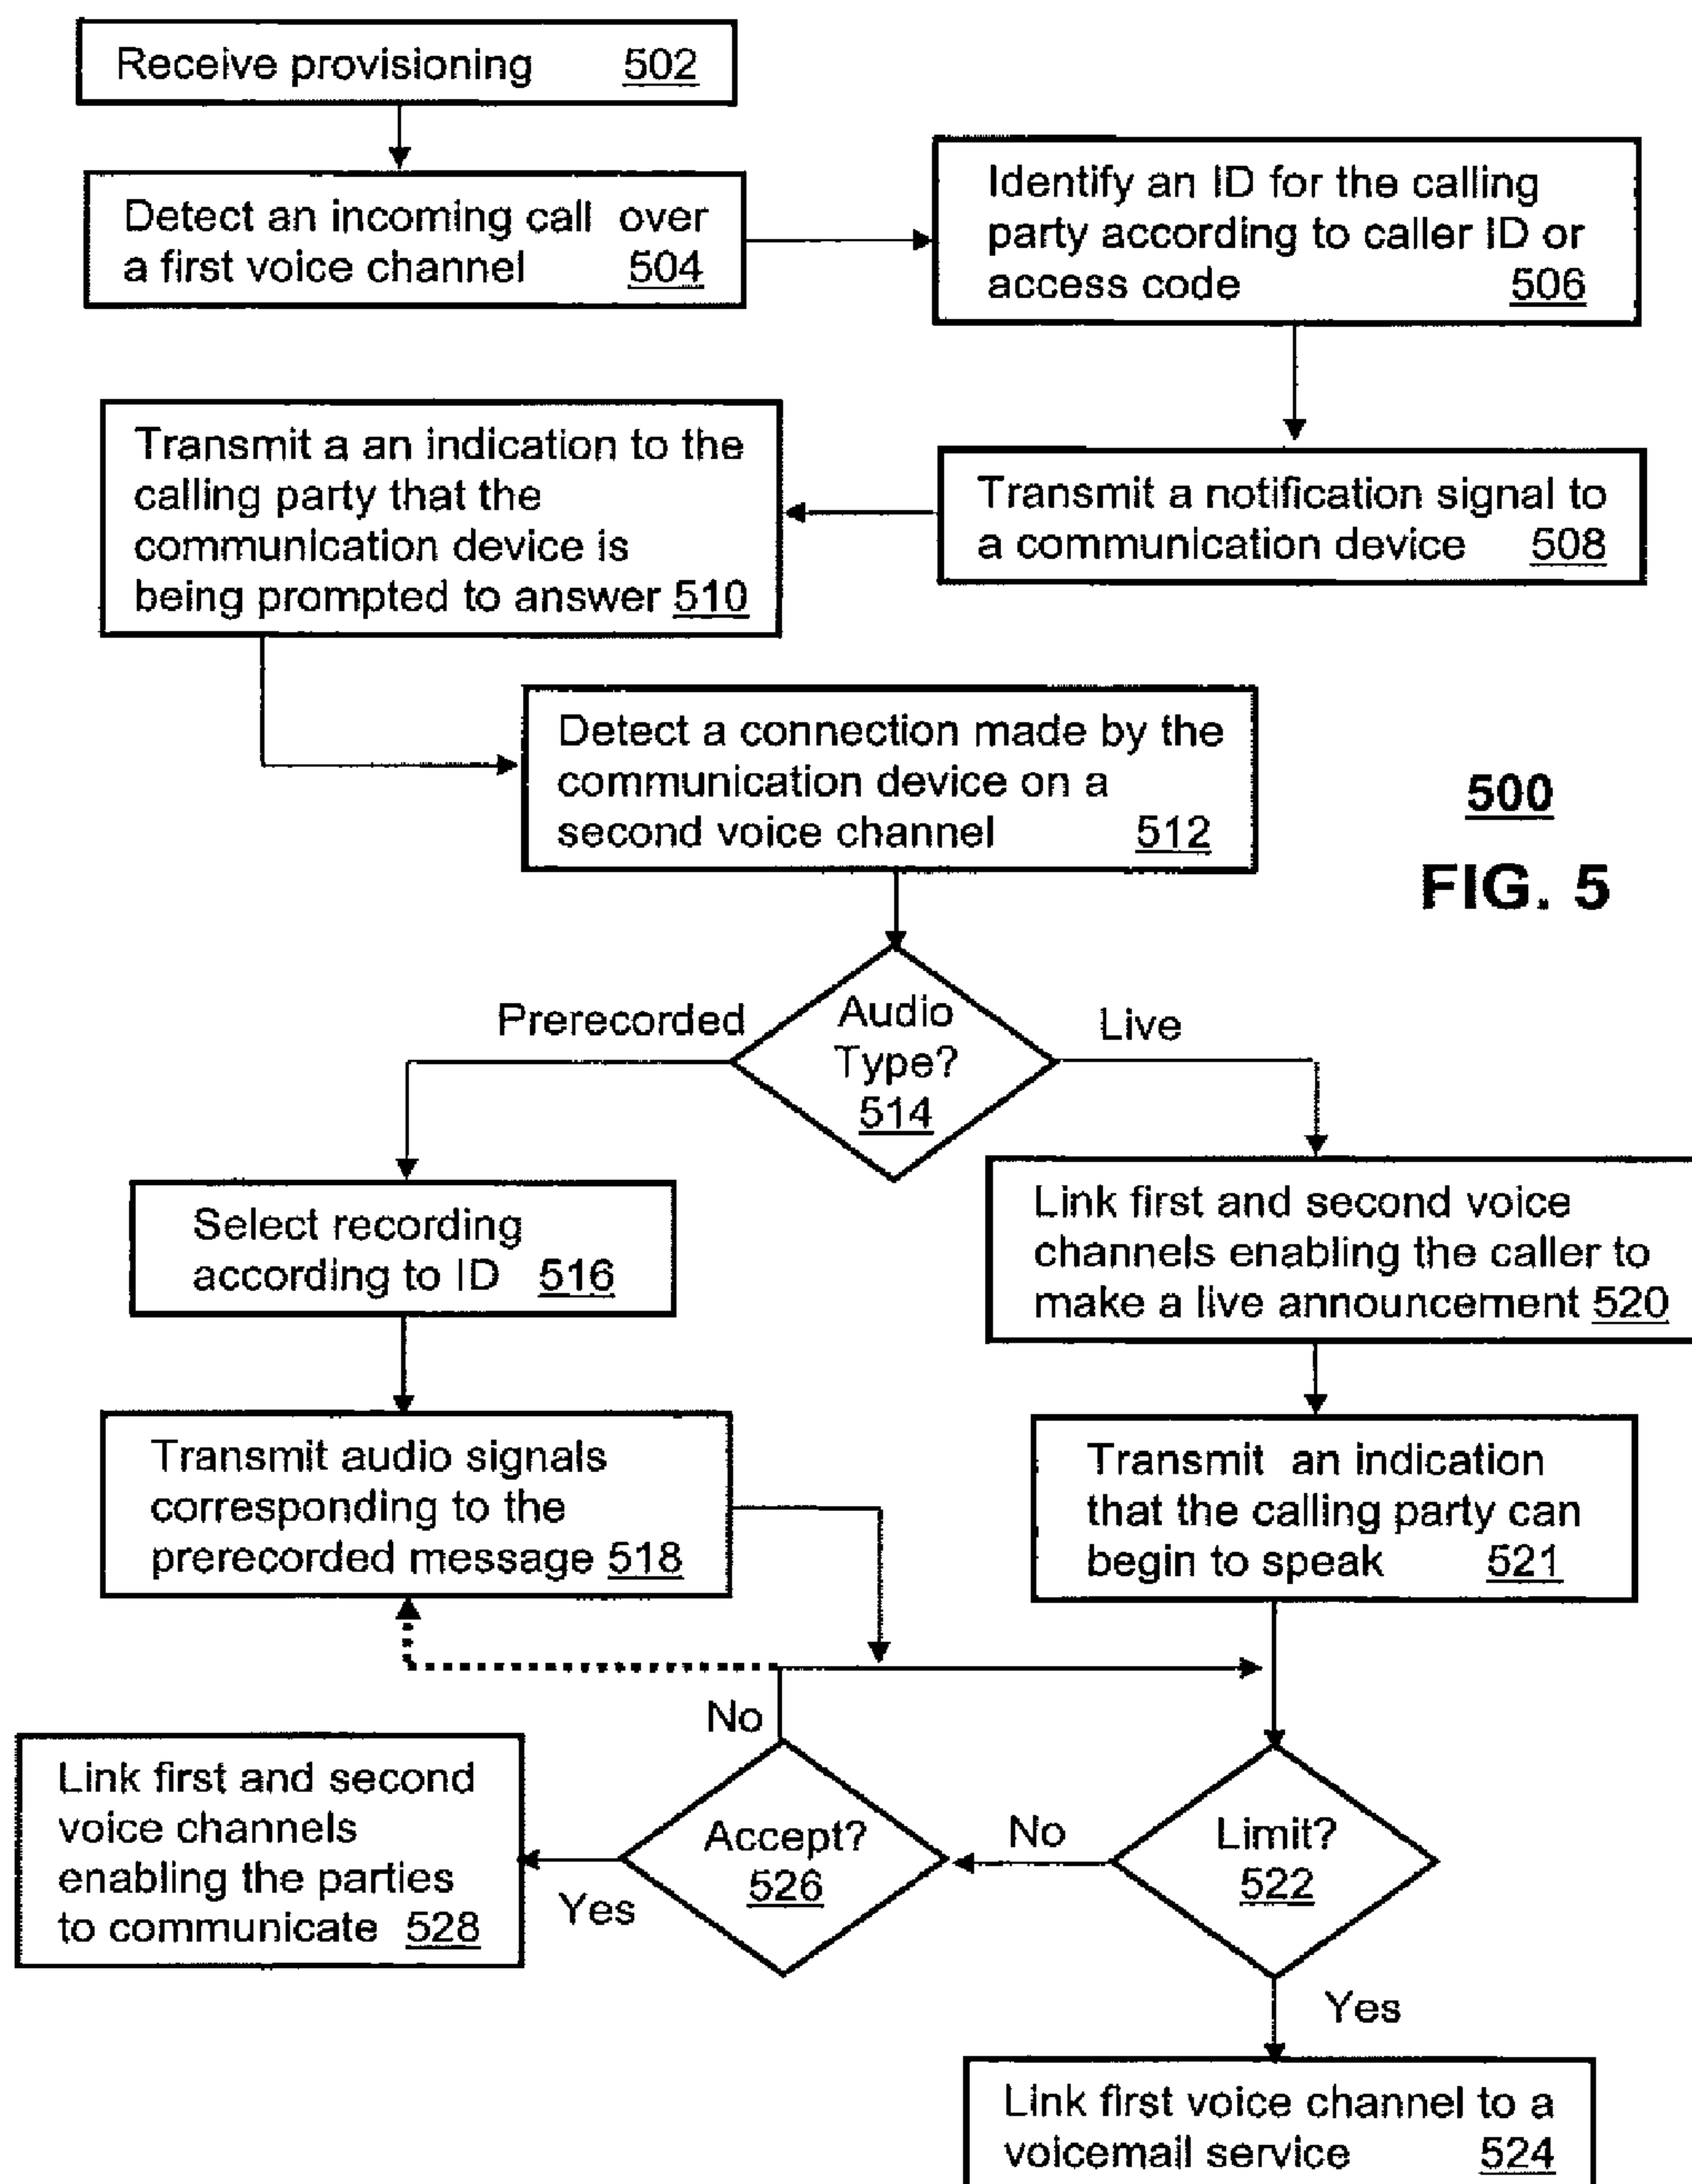 Receive provisioning 502
Detect an incoming call over
a first voice channel 504
Identify an ID for the calling
party according to caller ID or
access code 506
Transmit a notification signal to
a communication device 508
Transmit a an indication to the
calling party that the
communication device is
being prompted to answer 510
Detect a connection made by the
communication device on a
second voice channel 512
500
FIG. 5
Audio
Type?
514
Prerecorded
Live
Select recording
according to ID 516
Link first and second voice
channels enabling the caller to
make a live announcement 520
Transmit audio signals
corresponding to the
prerecorded message 518
Transmit an indication
that the calling party can
begin to speak 521
No
Link first and second
voice channels
enabling the parties
to communicate 528
Yes
Accept?
526
No
Limit?
522
Yes
Link first voice channel to a
voicemail service 524